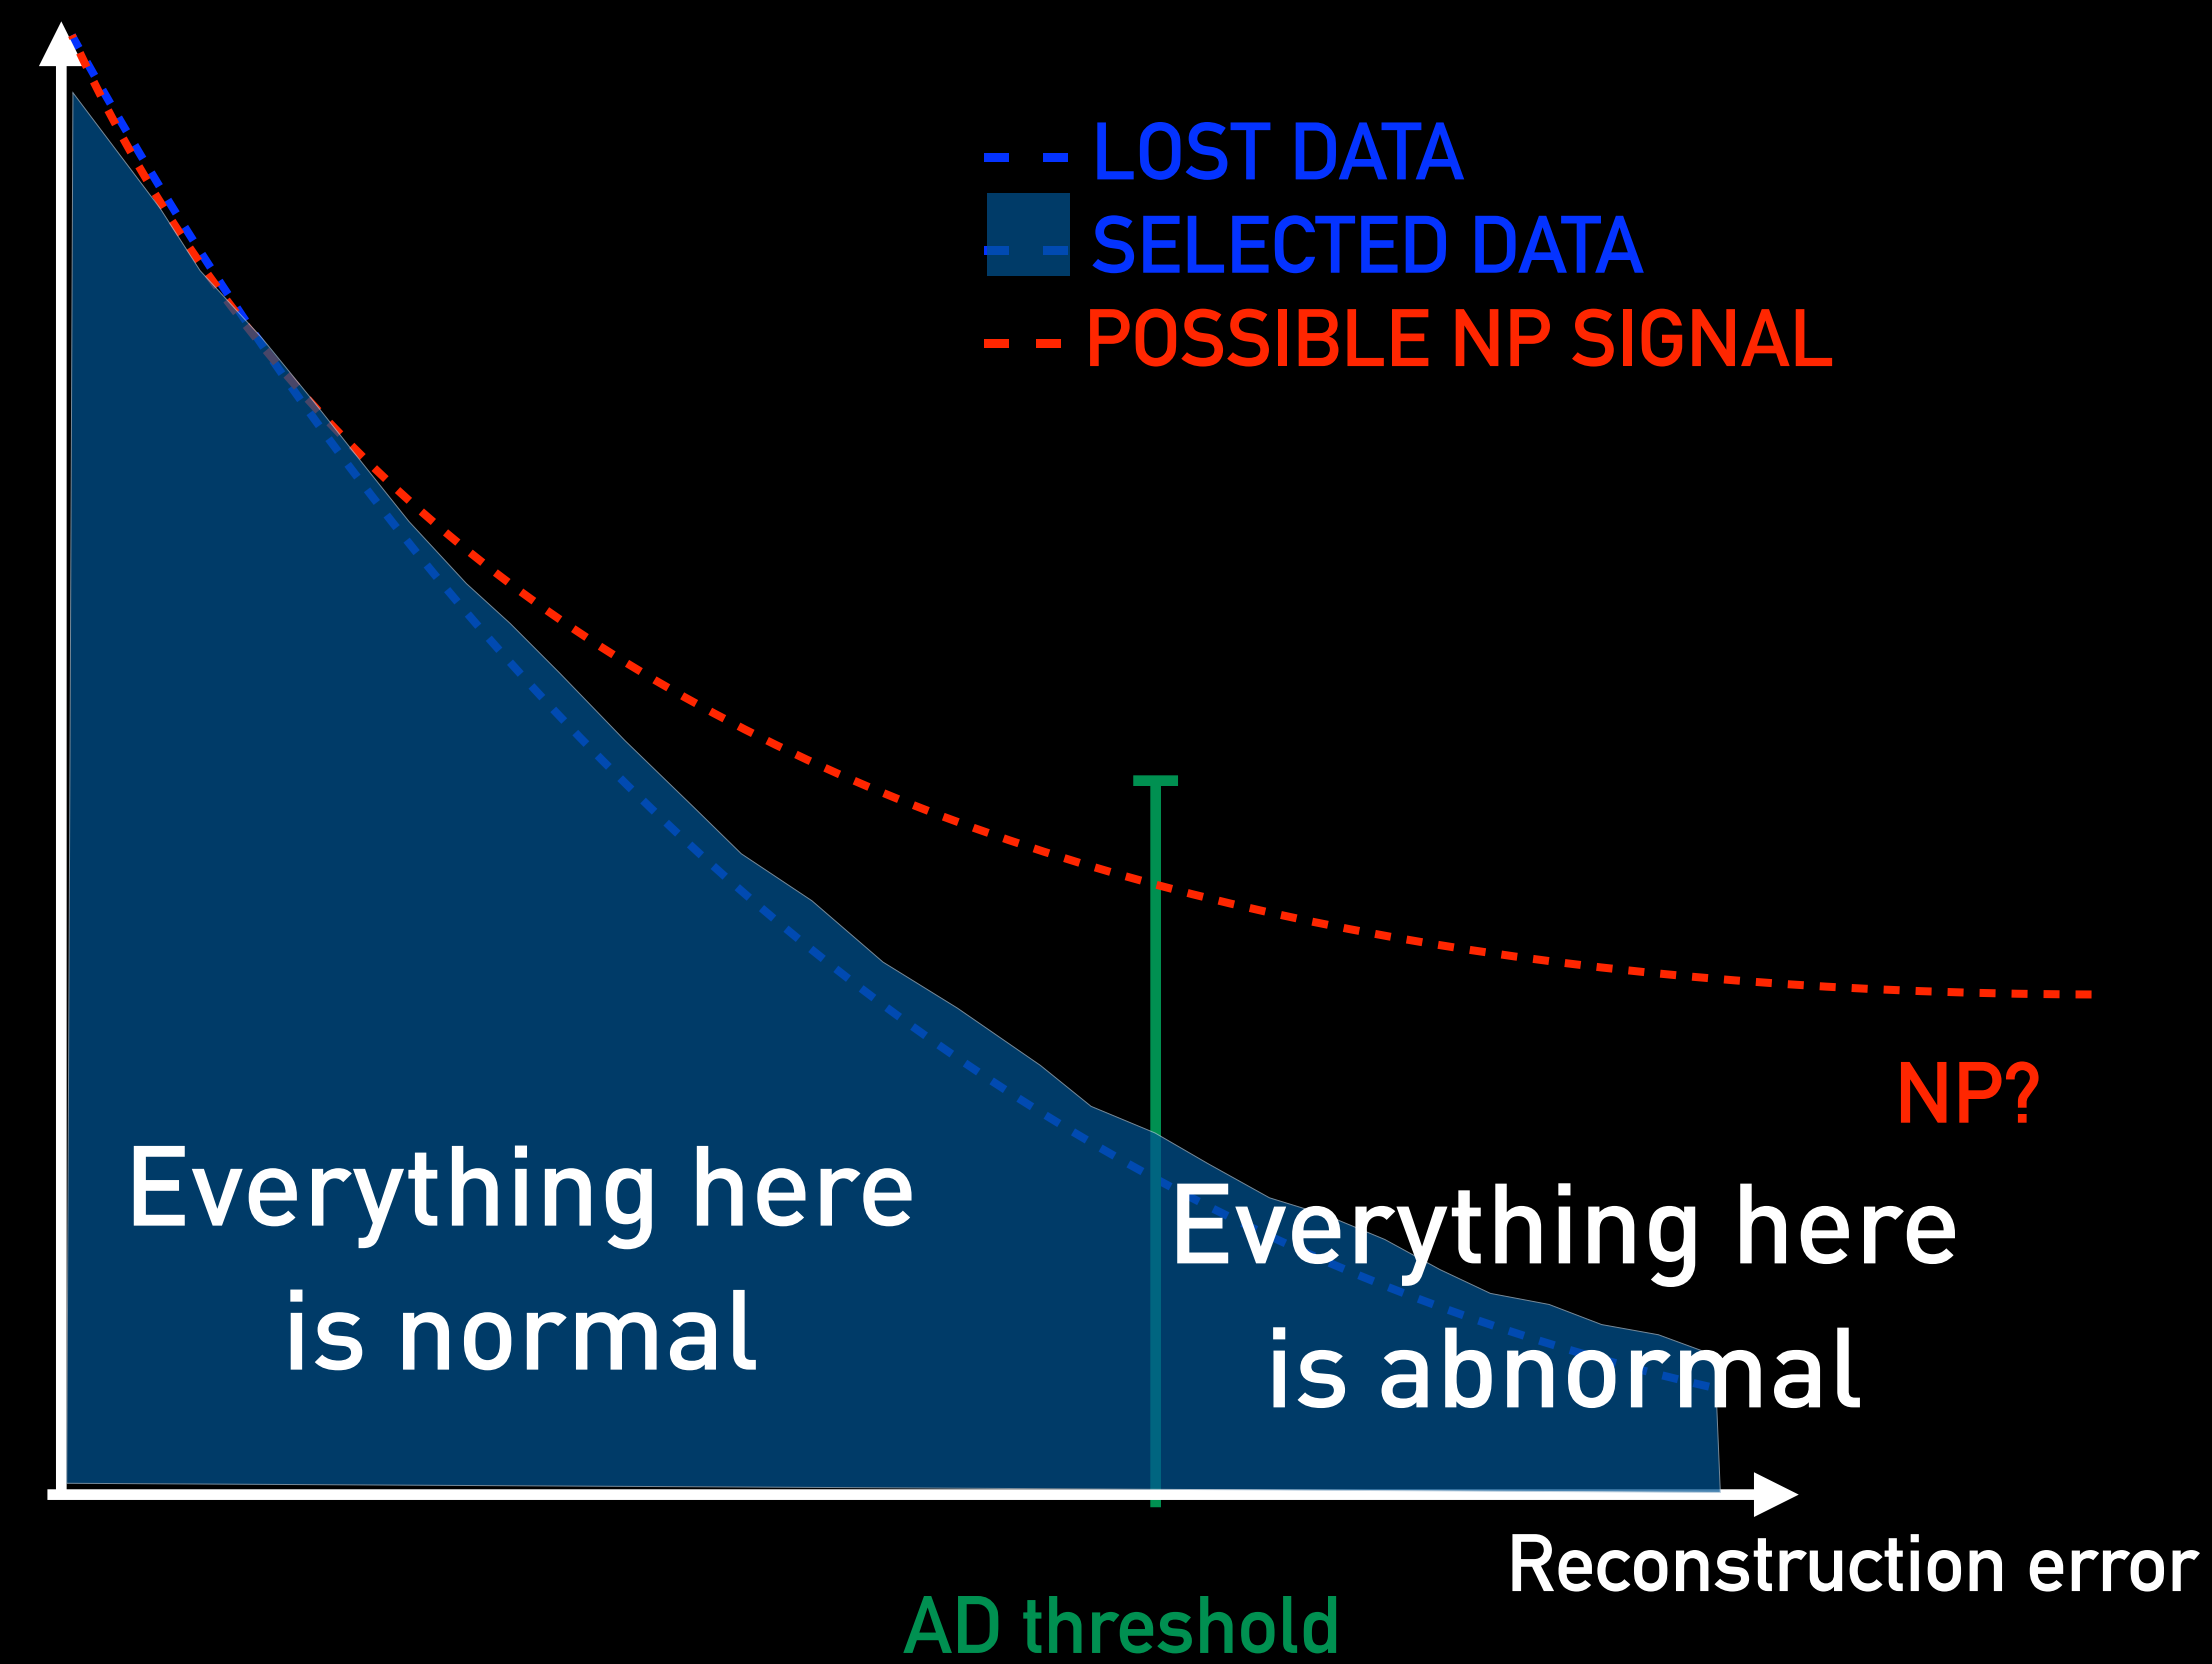 LOST DATA
SELECTED DATA
POSSIBLE NP SIGNAL
NP?
Everything here
is normal
Everything here
is abnormal
Reconstruction error
AD threshold